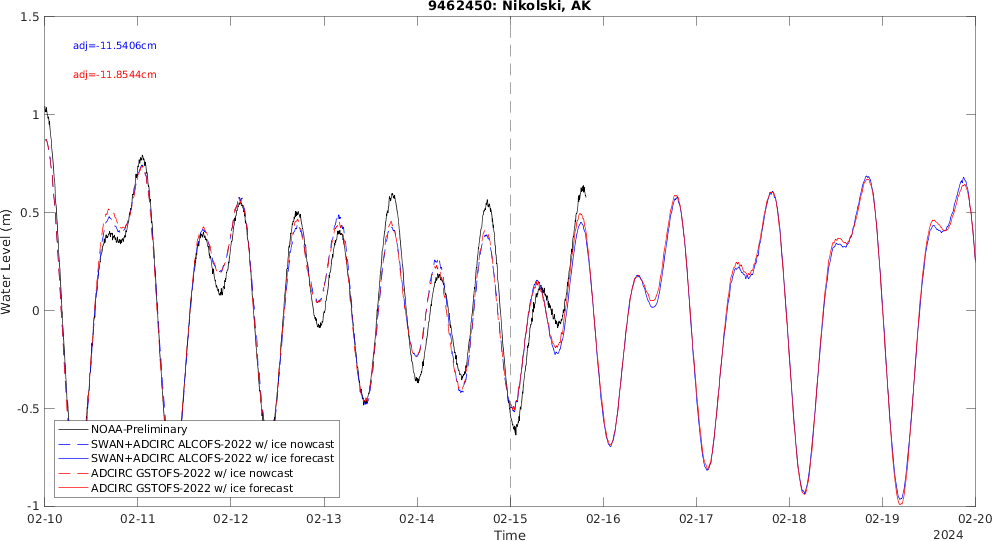 9462450: Nikolski, AK
adj=-11.5406cm
adj=-11.8544cm
Water Level (m)
1.5
1
0.5
0
-0.5
-1
NOAA-Preliminary
SWAN+ADCIRC ALCOFS-2022 w/ ice nowcast
SWAN+ADCIRC ALCOFS-2022 w/ ice forecast
ADCIRC GSTOFS-2022 w/ ice nowcast
ADCIRC GSTOFS-2022 w/ ice forecast
02-10 02-11 02-12 02-13 02-14 02-15 02-16 02-17 02-18 02-19 02-20
Time
2024